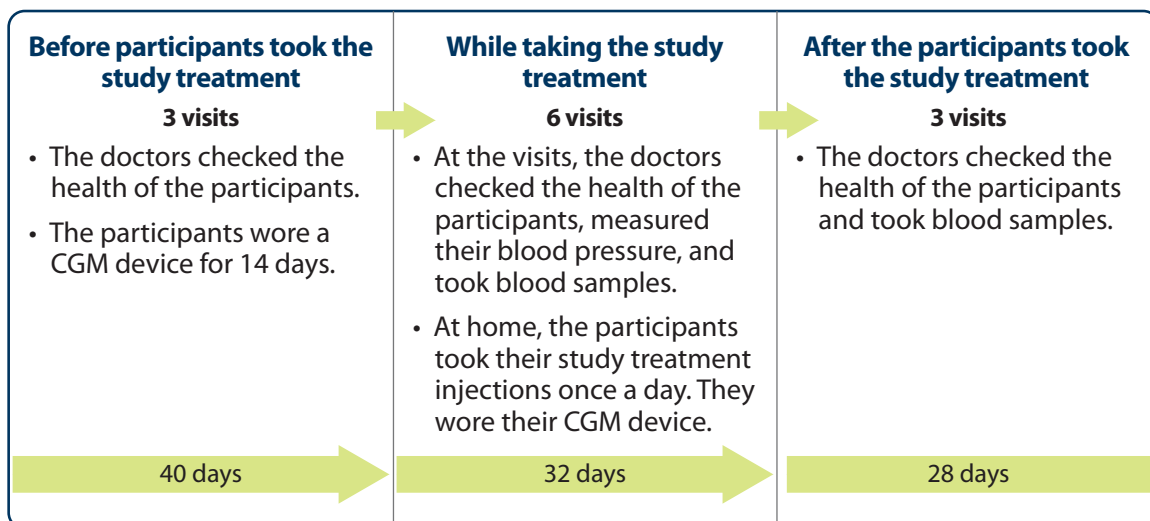 Before participants took the
study treatment
3 visits
• The doctors checked the
health of the participants.
• The participants wore a
CGM device for 14 days.
40 days
While taking the study
treatment
6 visits
• At the visits, the doctors
checked the health of the
participants, measured
their blood pressure, and
took blood samples.
• At home, the participants
took their study treatment
injections once a day. They
wore their CGM device.
32 days
After the participants took
the study treatment
3 visits
• The doctors checked the
health of the participants
and took blood samples.
28 days